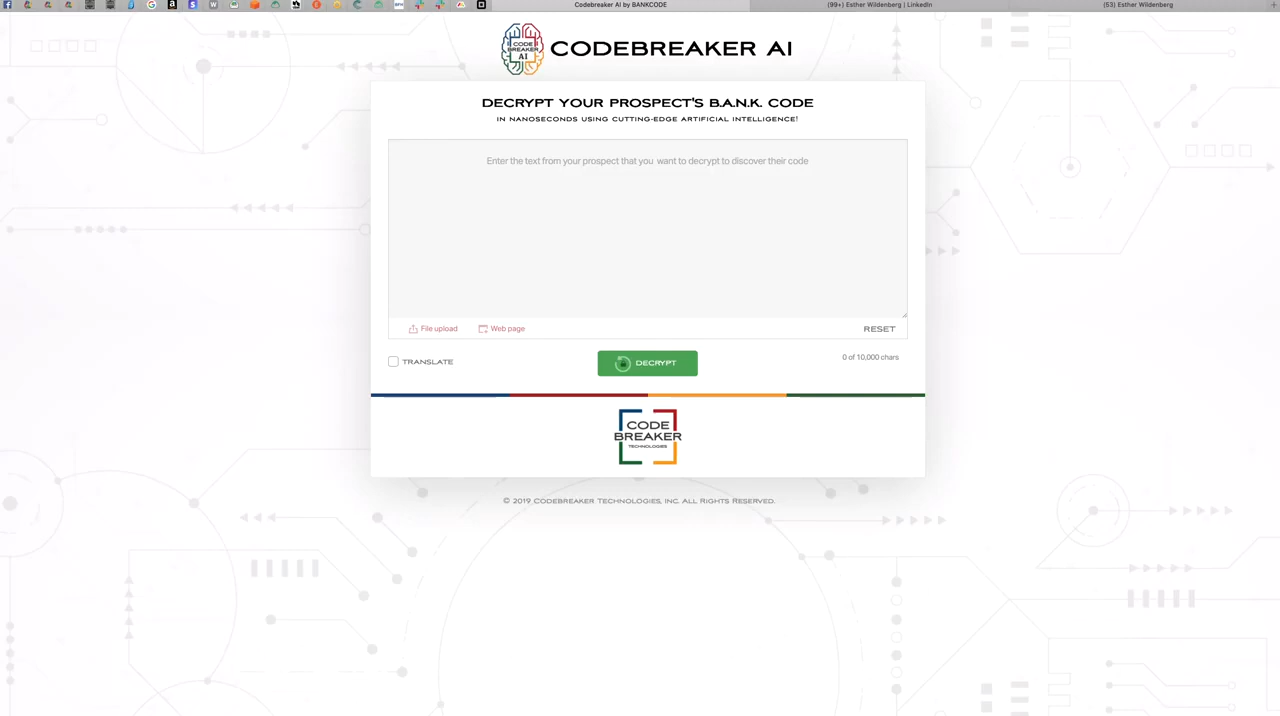 Codebreaker AI by BANKCODE
(99+) Esther Wildenberg | LinkedIn
(53) Esther Wildenberg
CODE
BREAKER
AI
CODEBREAKER AI
DECRYPT YOUR PROSPECT'S B.A.N.K. CODE
IN NANOSECONDS USING CUTTING-EDGE ARTIFICIAL INTELLIGENCE!
Enter the text from your prospect that you want to decrypt to discover their code
File upload
Web page
RESET
TRANSLATE
DECRYPT
0 of 10,000 chars
CODE
BREAKER
TECHNOLOGIES
© 2019 CODEBREAKER TECHNOLOGIES, INC. ALL RIGHTS RESERVED.